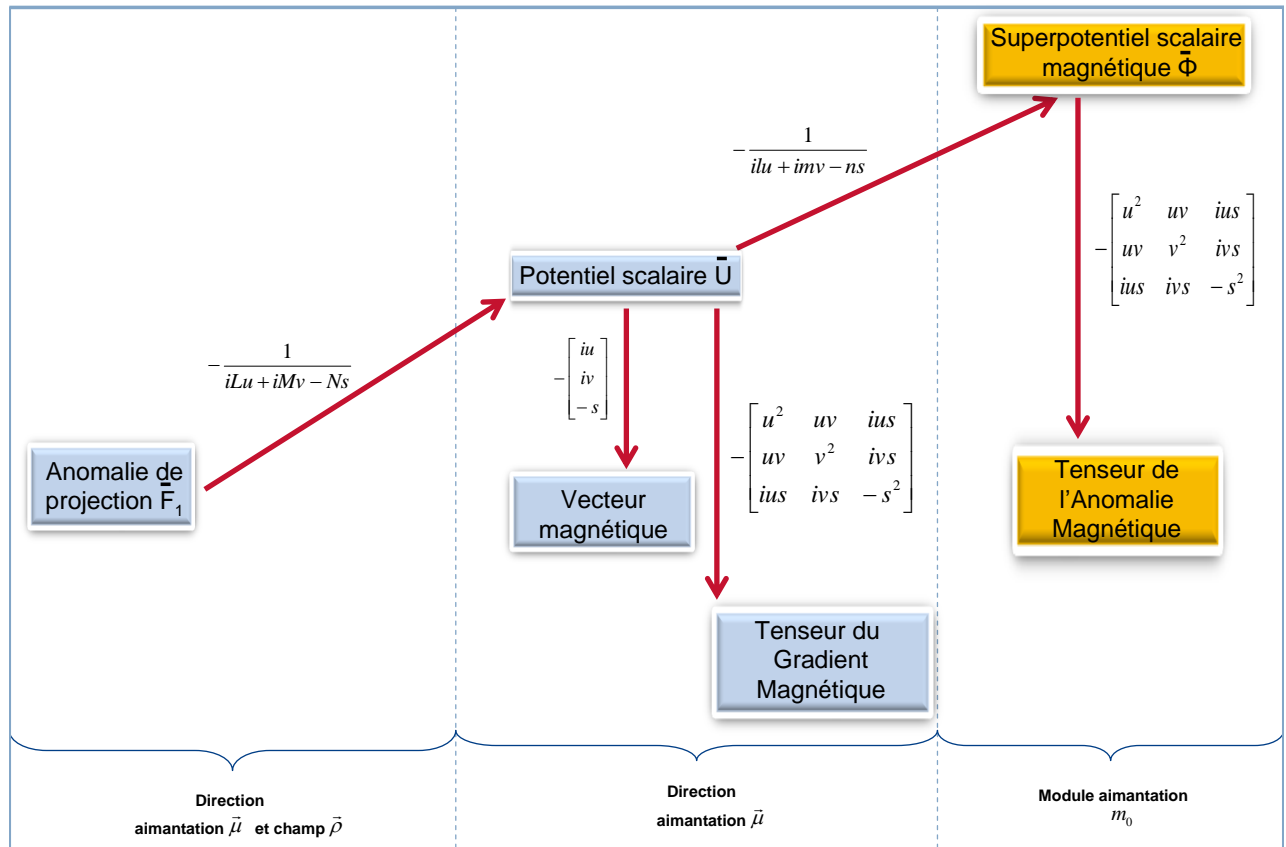 Superpotentiel scalaire
magnétique Φ̄
−1/(ilu + imv − ns)
−[u² uv ius
uv v² ivs
ius ivs −s²]
Potentiel scalaire Ū
−1/(iLu + iMv − Ns)
−[iu
iv
−s]
−[u² uv ius
uv v² ivs
ius ivs −s²]
Anomalie de
projection F̄₁
Vecteur
magnétique
Tenseur de
l'Anomalie
Magnétique
Tenseur du
Gradient
Magnétique
Direction
aimantation μ⃗ et champ ρ⃗
Direction
aimantation μ⃗
Module aimantation
m₀